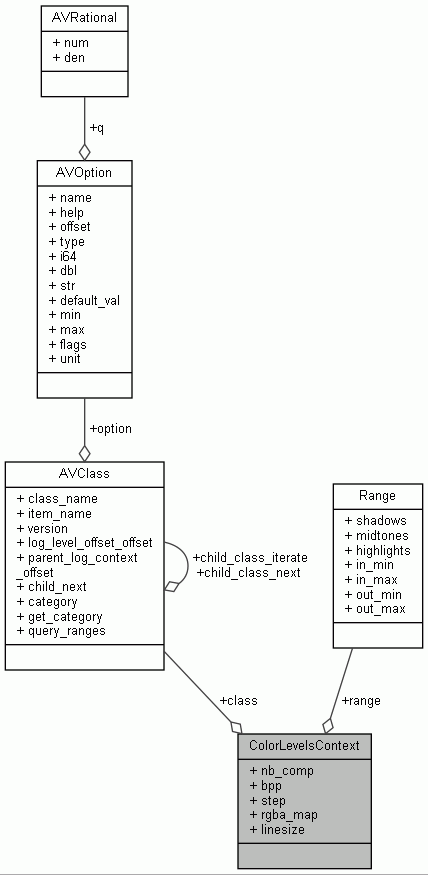 AVRational
+ num
+ den
+q
AVOption
+ name
+ help
+ offset
+ type
+ i64
+ dbl
+ str
+ default_val
+ min
+ max
+ flags
+ unit
+option
AVClass
+ class_name
+ item_name
+ version
+ log_level_offset_offset
+ parent_log_context
_offset
+ child_next
+ category
+ get_category
+ query_ranges
+child_class_iterate
+child_class_next
Range
+ shadows
+ midtones
+ highlights
+ in_min
+ in_max
+ out_min
+ out_max
+class
+range
ColorLevelsContext
+ nb_comp
+ bpp
+ step
+ rgba_map
+ linesize